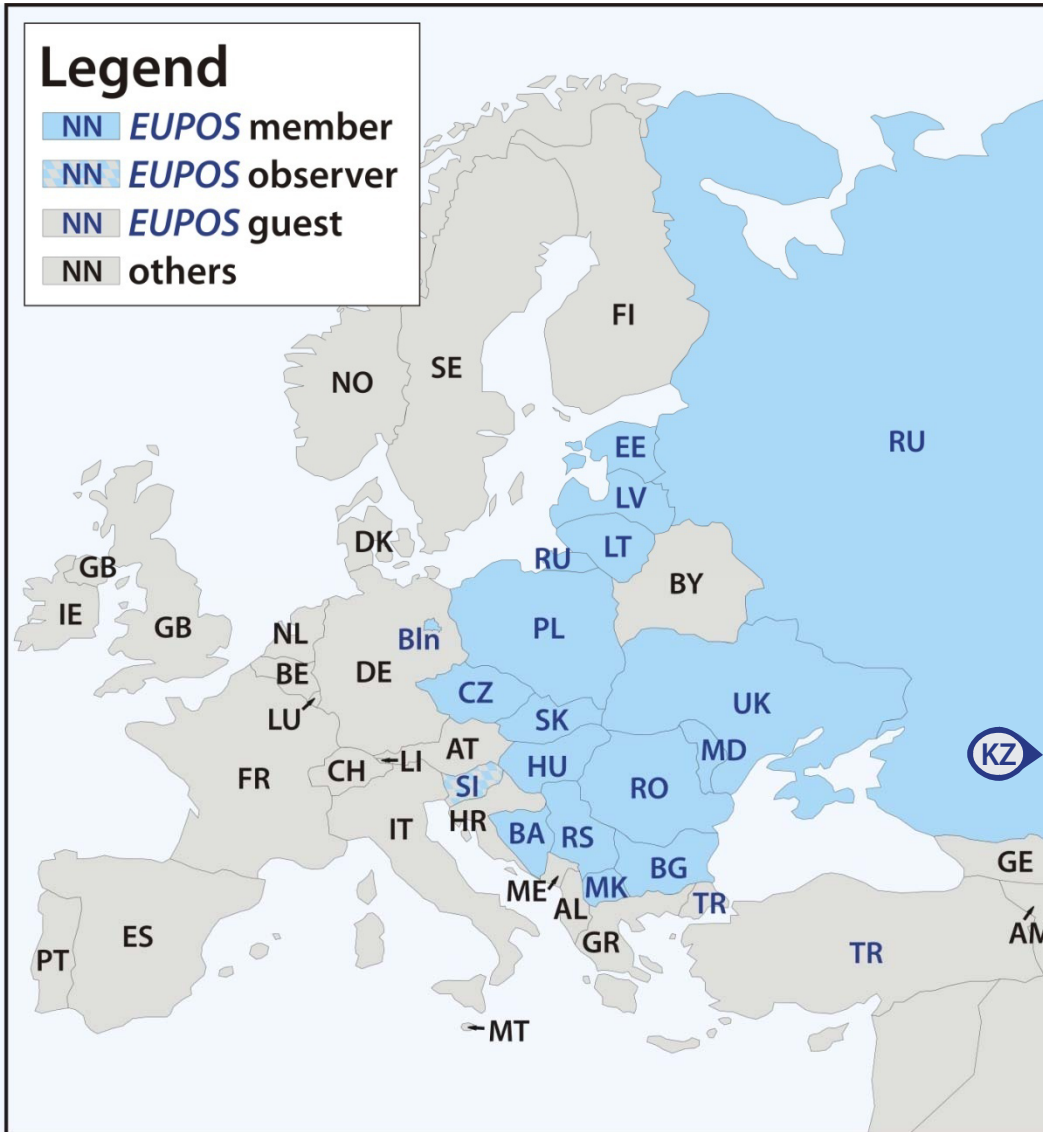 Legend
NN EUPOS member
NN EUPOS observer
NN EUPOS guest
NN others
FI
SE
NO
RU
EE
LV
DK
LT
RU
GB
BY
IE
GB
NL
Bln
PL
BE
DE
CZ
LU
SK
UK
AT
MD
KZ
LI
CH
HU
FR
SI
RO
HR
IT
BA
RS
GE
BG
MK
ME
TR
AL
AM
ES
GR
PT
TR
MT